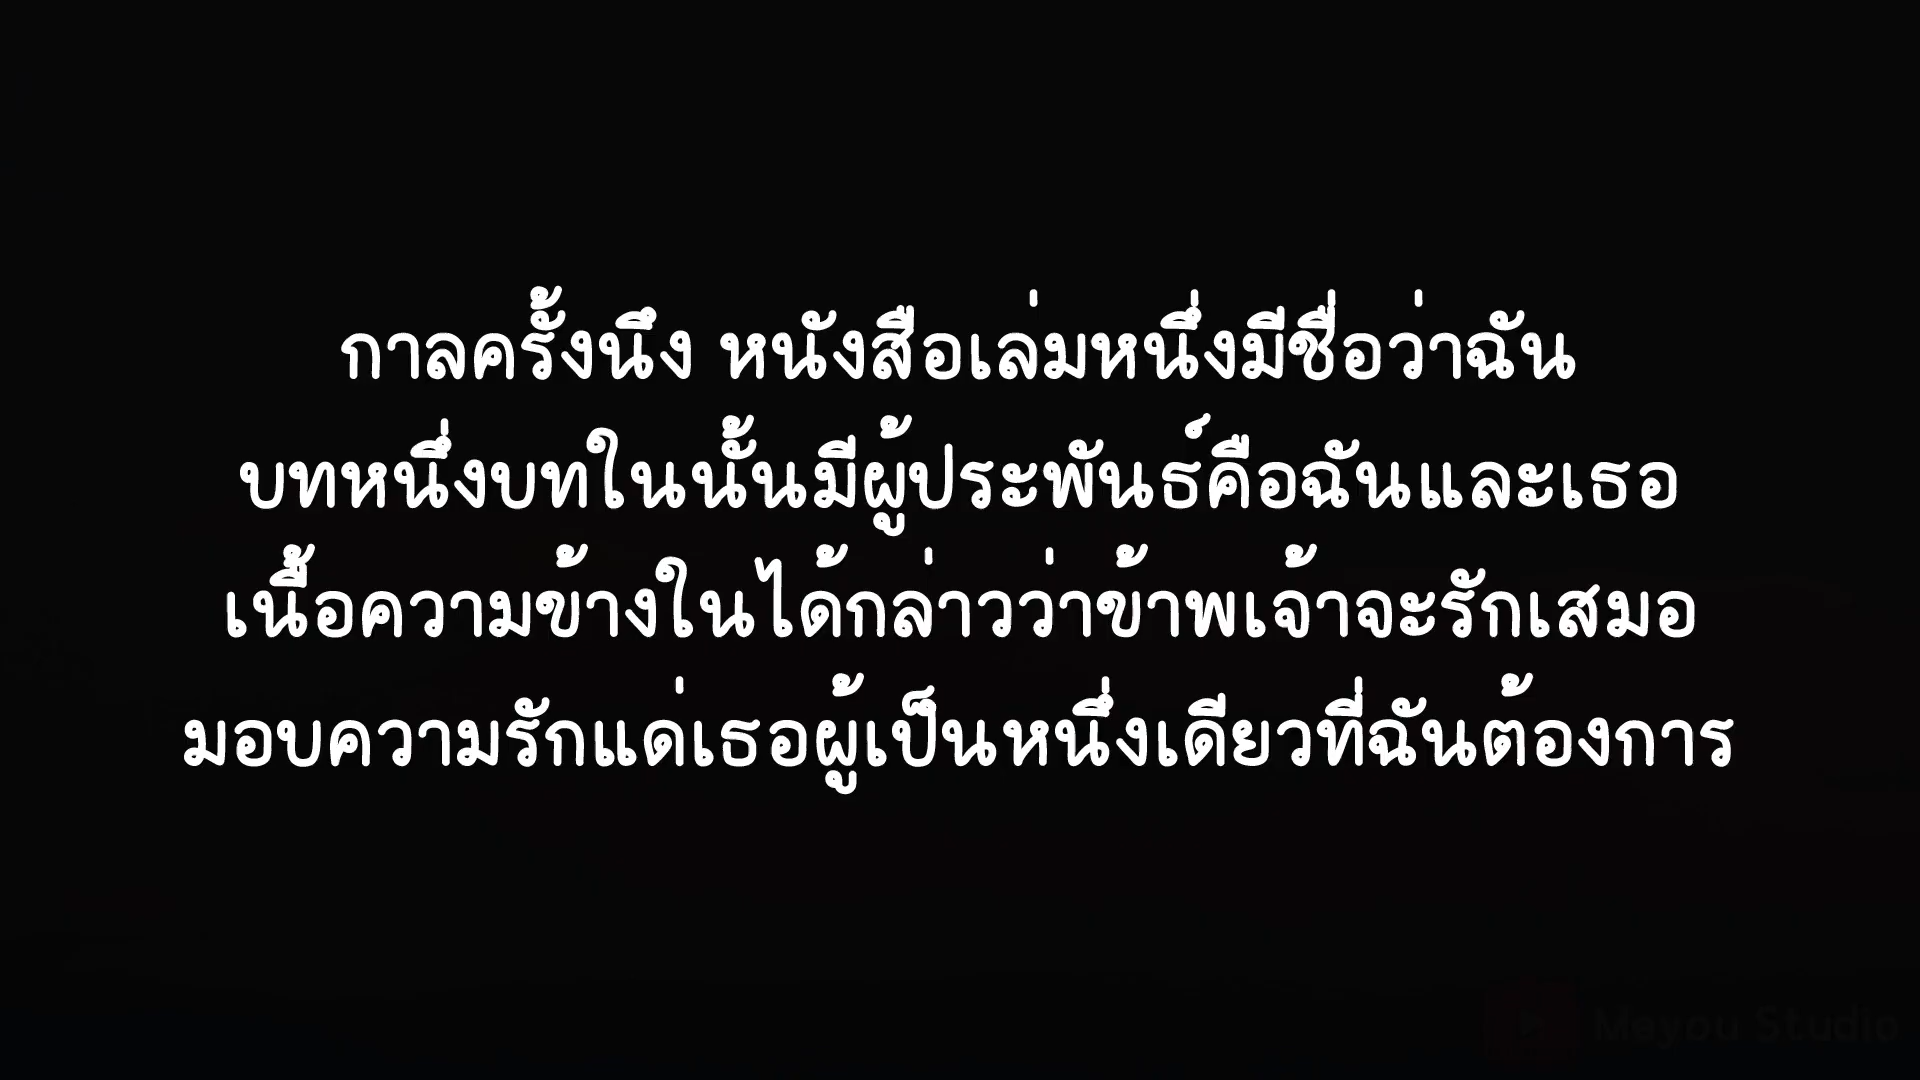 กาลครั้งนึง หนังสือเล่มหนึ่งมีชื่อว่าฉัน
บทหนึ่งบทในนั้นมีผู้ประพันธ์คือฉันและเธอ
เนื้อความข้างในได้กล่าวว่าข้าพเจ้าจะรักเสมอ
มอบความรักแด่เธอผู้เป็นหนึ่งเดียวที่ฉันต้องการ
Meyou Studio